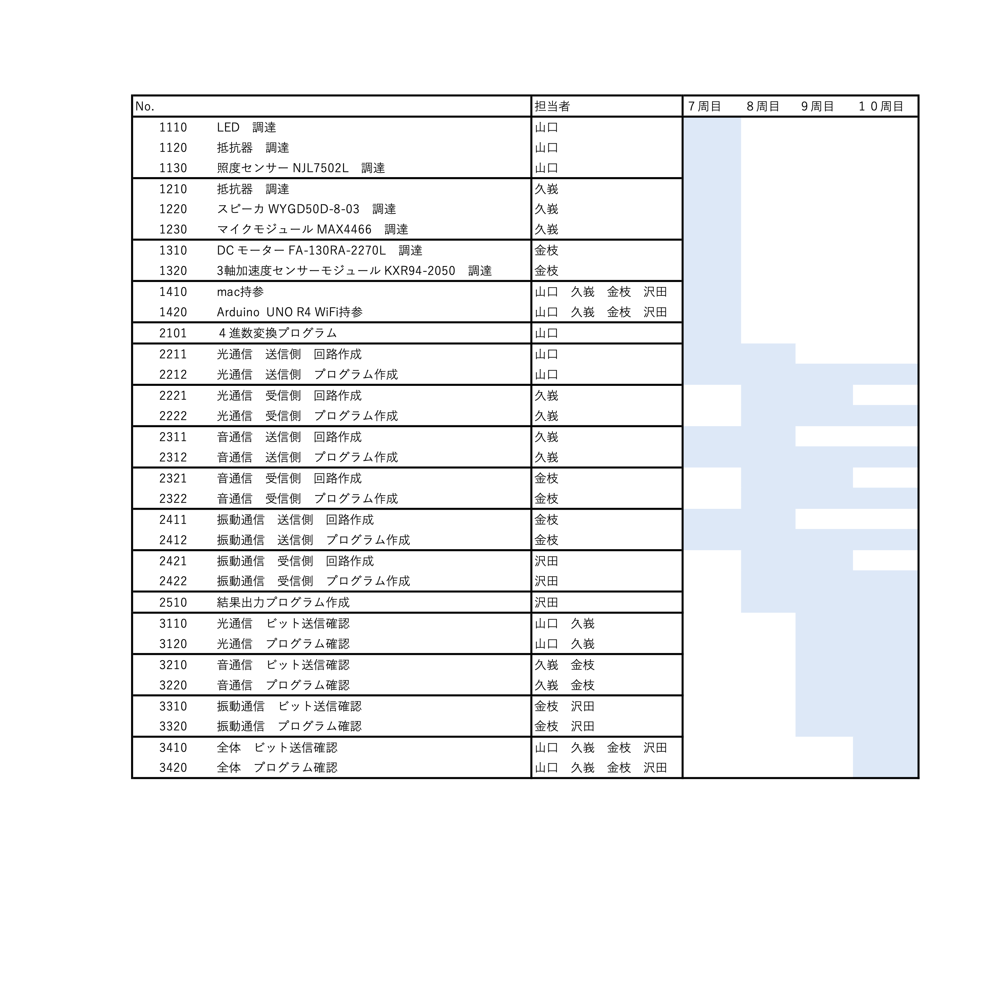 No. 担当者 7周目 8周目 9周目 10周目
1110 LED　調達 山口
1120 抵抗器　調達 山口
1130 照度センサー NJL7502L　調達 山口
1210 抵抗器　調達 久峩
1220 スピーカ WYGD50D-8-03　調達 久峩
1230 マイクモジュール MAX4466　調達 久峩
1310 DC モーター FA-130RA-2270L　調達 金枝
1320 3軸加速度センサーモジュール KXR94-2050　調達 金枝
1410 mac持参 山口　久峩　金枝　沢田
1420 Arduino UNO R4 WiFi持参 山口　久峩　金枝　沢田
2101 4進数変換プログラム 山口
2211 光通信　送信側　回路作成 山口
2212 光通信　送信側　プログラム作成 山口
2221 光通信　受信側　回路作成 久峩
2222 光通信　受信側　プログラム作成 久峩
2311 音通信　送信側　回路作成 久峩
2312 音通信　送信側　プログラム作成 久峩
2321 音通信　受信側　回路作成 金枝
2322 音通信　受信側　プログラム作成 金枝
2411 振動通信　送信側　回路作成 金枝
2412 振動通信　送信側　プログラム作成 金枝
2421 振動通信　受信側　回路作成 沢田
2422 振動通信　受信側　プログラム作成 沢田
2510 結果出力プログラム作成 沢田
3110 光通信　ビット送信確認 山口　久峩
3120 光通信　プログラム確認 山口　久峩
3210 音通信　ビット送信確認 久峩　金枝
3220 音通信　プログラム確認 久峩　金枝
3310 振動通信　ビット送信確認 金枝　沢田
3320 振動通信　プログラム確認 金枝　沢田
3410 全体　ビット送信確認 山口　久峩　金枝　沢田
3420 全体　プログラム確認 山口　久峩　金枝　沢田